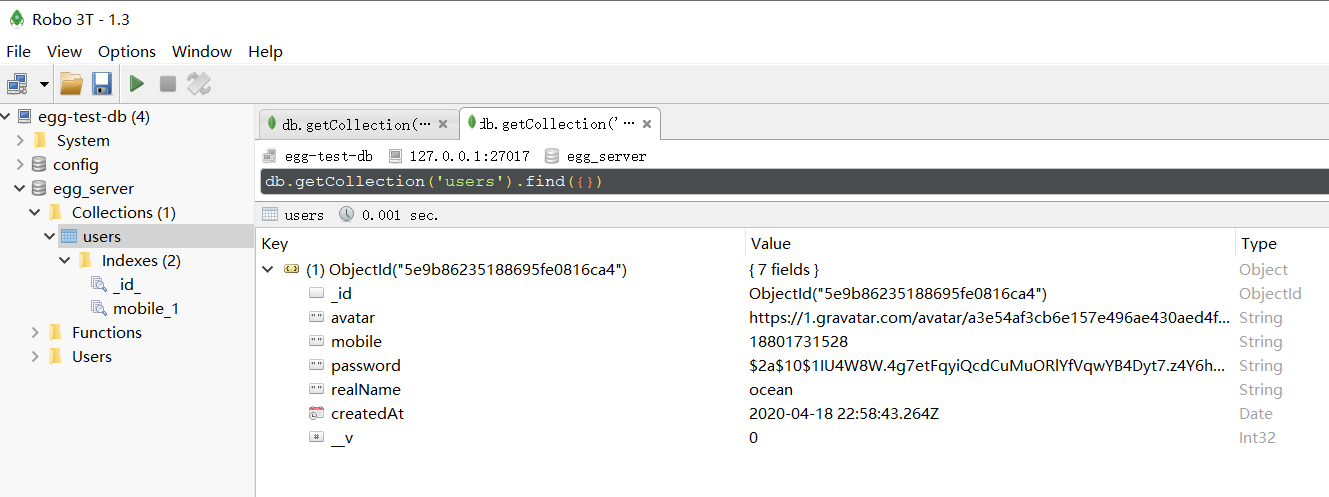 Robo 3T - 1.3
File View Options Window Help
egg-test-db (4)
System
config
egg_server
Collections (1)
users
Indexes (2)
_id_
mobile_1
Functions
Users
db.getCollection(··· db.getCollection('···
egg-test-db 127.0.0.1:27017 egg_server
db.getCollection('users').find({})
users 0.001 sec.
Key Value Type
(1) ObjectId("5e9b86235188695fe0816ca4") { 7 fields } Object
_id ObjectId("5e9b86235188695fe0816ca4") ObjectId
avatar https://1.gravatar.com/avatar/a3e54af3cb6e157e496ae430aed4f... String
mobile 18801731528 String
password $2a$10$1IU4W8W.4g7etFqyiQcdCuMuORlYfVqwYB4Dyt7.z4Y6h... String
realName ocean String
createdAt 2020-04-18 22:58:43.264Z Date
__v 0 Int32